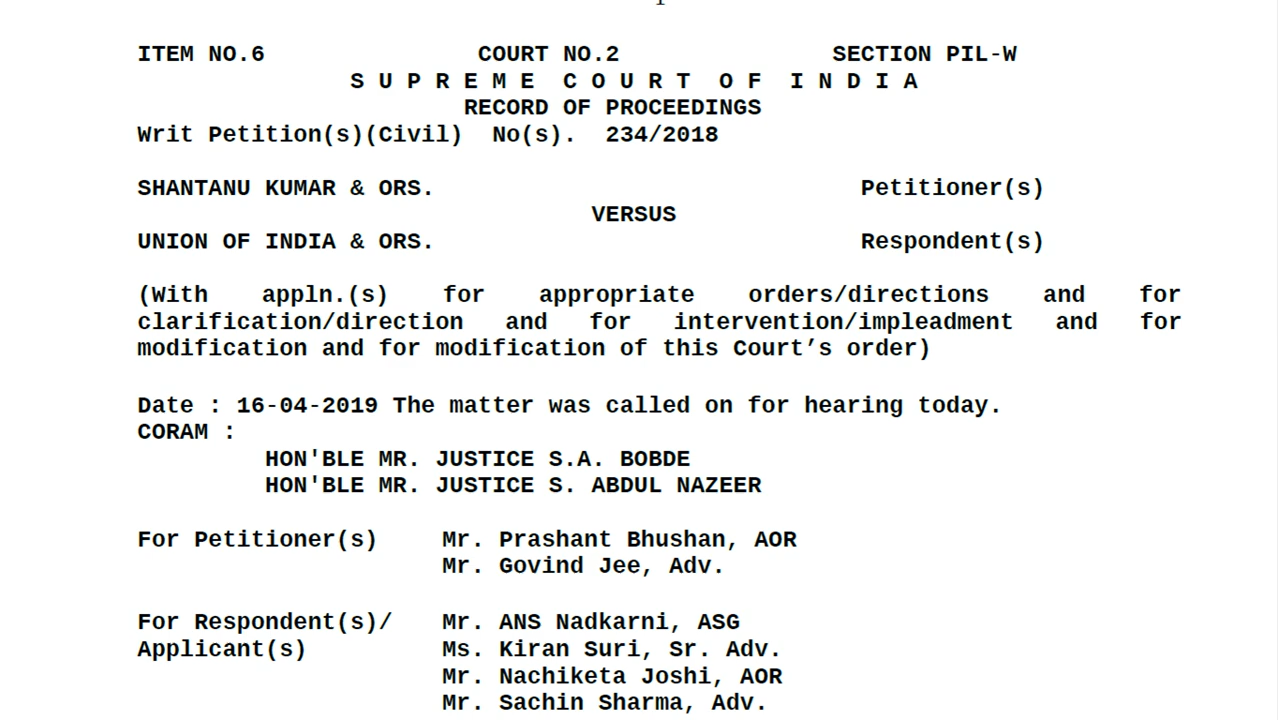 ITEM NO.6 COURT NO.2 SECTION PIL-W
S U P R E M E C O U R T O F I N D I A
RECORD OF PROCEEDINGS
Writ Petition(s)(Civil) No(s). 234/2018
SHANTANU KUMAR & ORS. Petitioner(s)
VERSUS
UNION OF INDIA & ORS. Respondent(s)
(With appln.(s) for appropriate orders/directions and for
clarification/direction and for intervention/impleadment and for
modification and for modification of this Court’s order)
Date : 16-04-2019 The matter was called on for hearing today.
CORAM :
HON'BLE MR. JUSTICE S.A. BOBDE
HON'BLE MR. JUSTICE S. ABDUL NAZEER
For Petitioner(s) Mr. Prashant Bhushan, AOR
Mr. Govind Jee, Adv.
For Respondent(s)/ Mr. ANS Nadkarni, ASG
Applicant(s) Ms. Kiran Suri, Sr. Adv.
Mr. Nachiketa Joshi, AOR
Mr. Sachin Sharma, Adv.